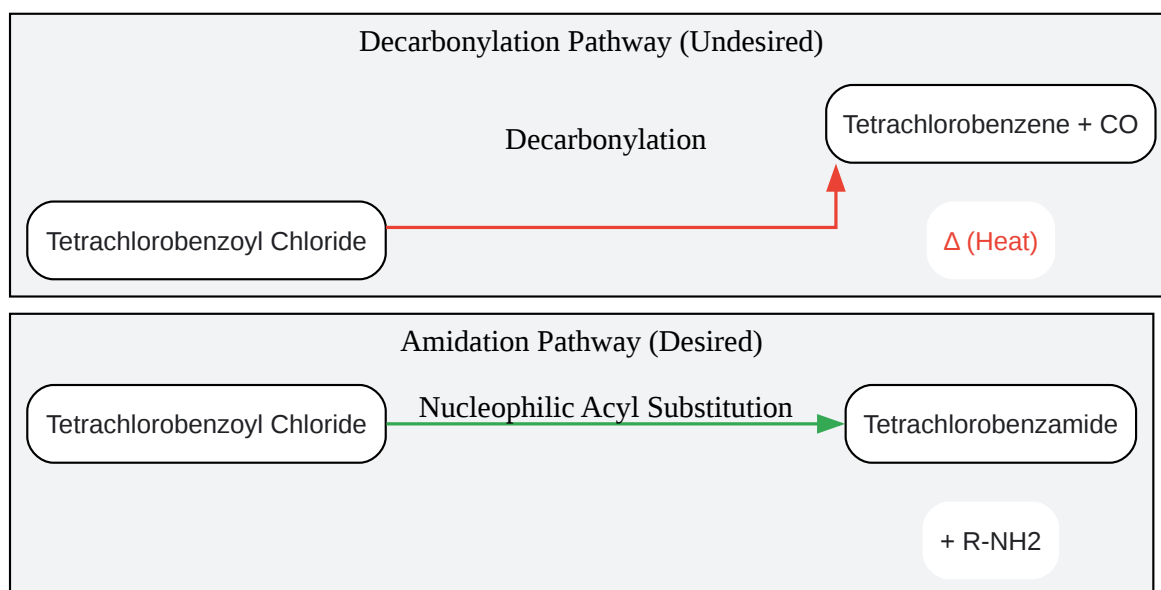 Decarbonylation Pathway (Undesired)
Tetrachlorobenzene + CO
Decarbonylation
Tetrachlorobenzoyl Chloride
Δ (Heat)
Amidation Pathway (Desired)
Tetrachlorobenzoyl Chloride
Nucleophilic Acyl Substitution
Tetrachlorobenzamide
+ R-NH2